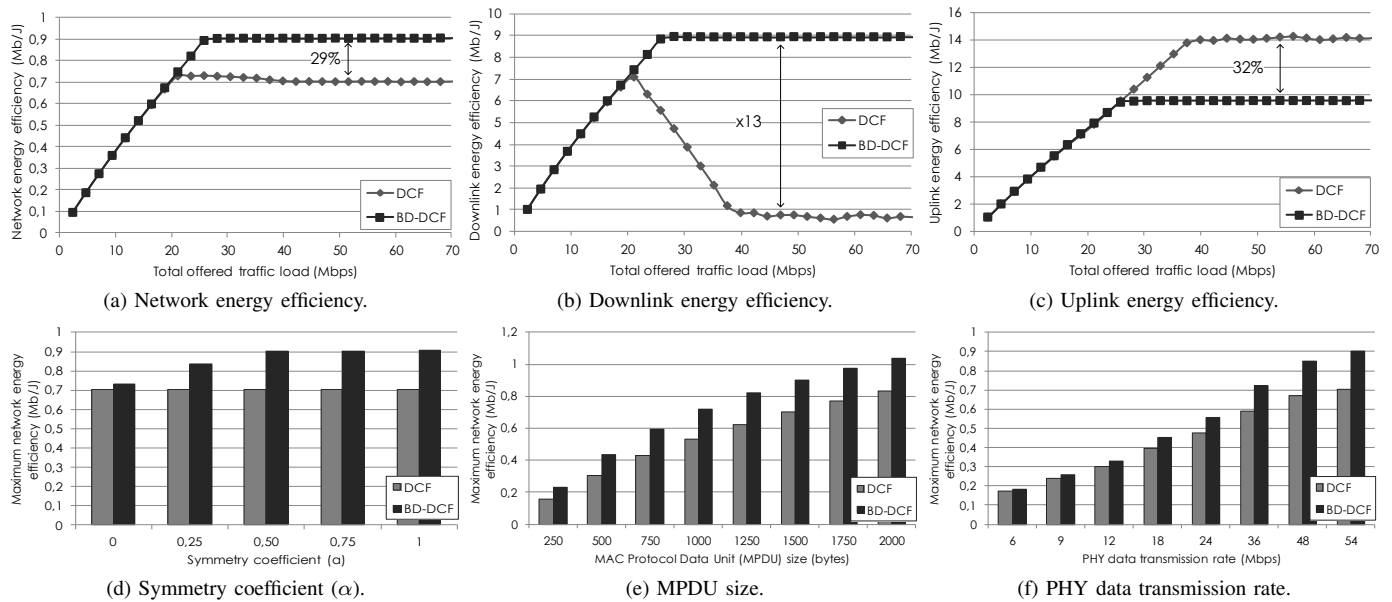 Network energy efficiency (Mb/J)
1
0,9
0,8
0,7
0,6
0,5
0,4
0,3
0,2
0,1
0
29%
DCF
BD-DCF
0 10 20 30 40 50 60 70
Total offered traffic load (Mbps)
(a) Network energy efficiency.
Downlink energy efficiency (Mb/J)
10
9
8
7
6
5
4
3
2
1
0
x13
DCF
BD-DCF
0 10 20 30 40 50 60 70
Total offered traffic load (Mbps)
(b) Downlink energy efficiency.
Uplink energy efficiency (Mb/J)
16
14
12
10
8
6
4
2
0
32%
DCF
BD-DCF
0 10 20 30 40 50 60 70
Total offered traffic load (Mbps)
(c) Uplink energy efficiency.
Maximum network energy
efficiency (Mb/J)
1
0,9
0,8
0,7
0,6
0,5
0,4
0,3
0,2
0,1
0
DCF
BD-DCF
0 0,25 0,50 0,75 1
Symmetry coefficient (a)
(d) Symmetry coefficient (α).
Maximum network energy
efficiency (Mb/J)
1,2
1
0,8
0,6
0,4
0,2
0
DCF
BD-DCF
250 500 750 1000 1250 1500 1750 2000
MAC Protocol Data Unit (MPDU) size (bytes)
(e) MPDU size.
Maximum network energy
efficiency (Mb/J)
1
0,9
0,8
0,7
0,6
0,5
0,4
0,3
0,2
0,1
0
DCF
BD-DCF
6 9 12 18 24 36 48 54
PHY data transmission rate (Mbps)
(f) PHY data transmission rate.